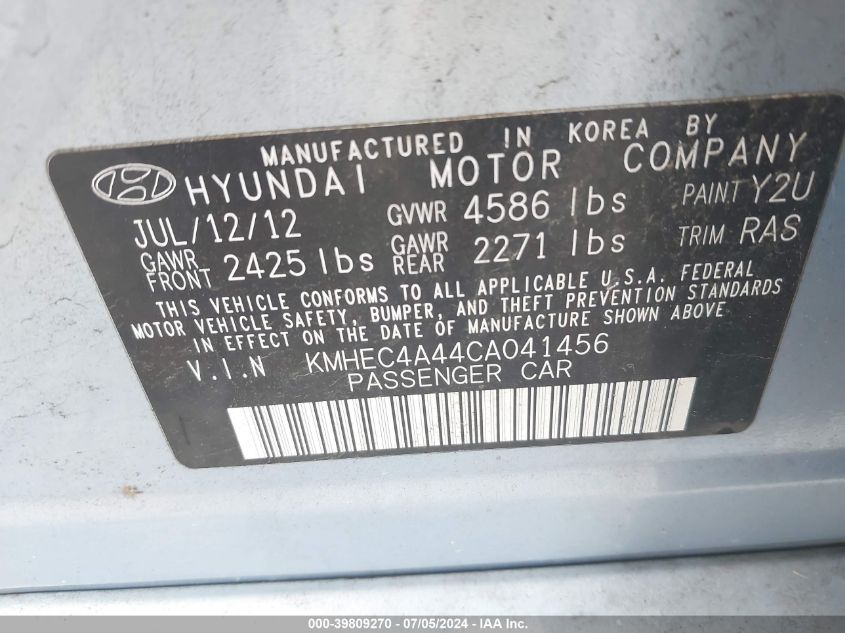 MANUFACTURED IN KOREA BY
HYUNDAI MOTOR COMPANY
JUL/12/12 GVWR 4586 lbs PAINT Y2U
GAWR FRONT 2425 lbs GAWR REAR 2271 lbs TRIM RAS
THIS VEHICLE CONFORMS TO ALL APPLICABLE U.S.A. FEDERAL
MOTOR VEHICLE SAFETY, BUMPER, AND THEFT PREVENTION STANDARDS
IN EFFECT ON THE DATE OF MANUFACTURE SHOWN ABOVE
V.I.N KMHEC4A44CA041456
PASSENGER CAR
000-39809270 - 07/05/2024 - IAA Inc.